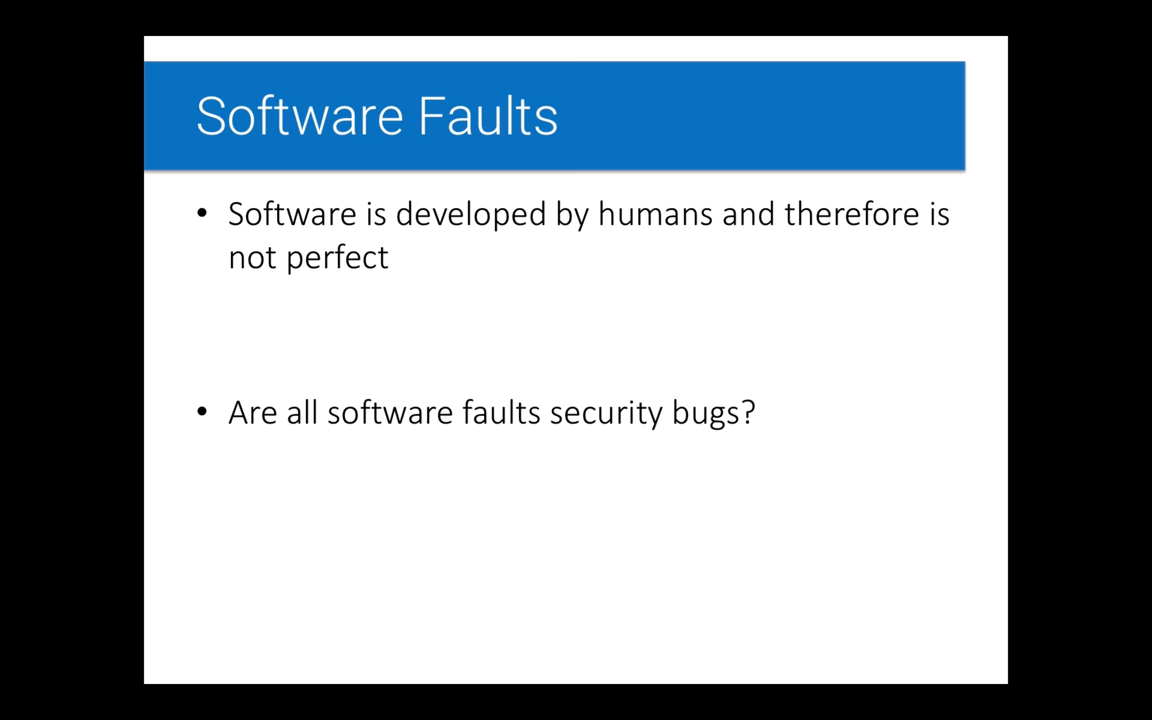 Software Faults
• Software is developed by humans and therefore is
not perfect
• Are all software faults security bugs?